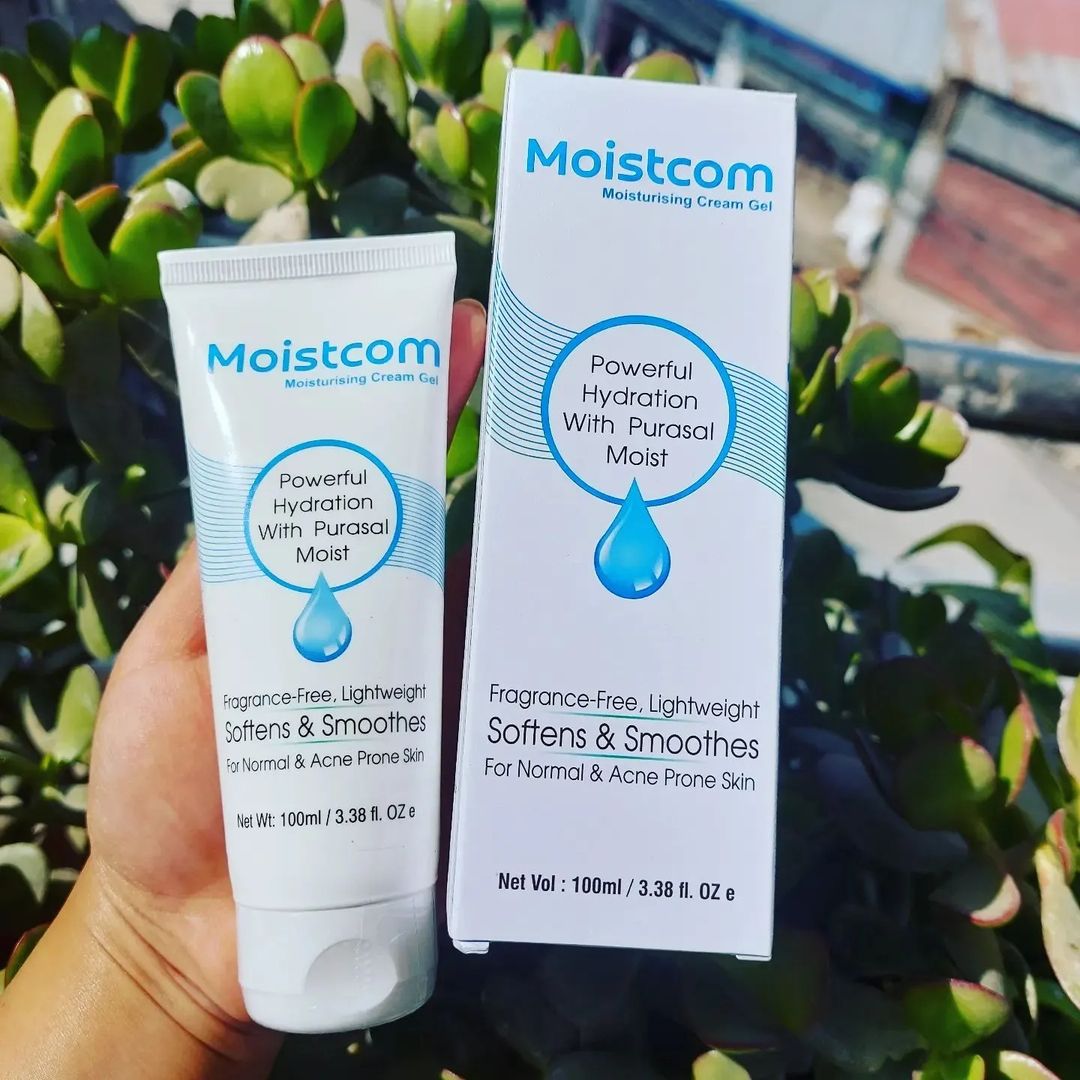 Moistcom
Moisturising Cream Gel
Powerful
Hydration
With Purasal
Moist
Fragrance-Free, Lightweight
Softens & Smoothes
For Normal & Acne Prone Skin
Net Wt: 100ml / 3.38 fl. OZ e
Moistcom
Moisturising Cream Gel
Powerful
Hydration
With Purasal
Moist
Fragrance-Free, Lightweight
Softens & Smoothes
For Normal & Acne Prone Skin
Net Vol : 100ml / 3.38 fl. OZ e